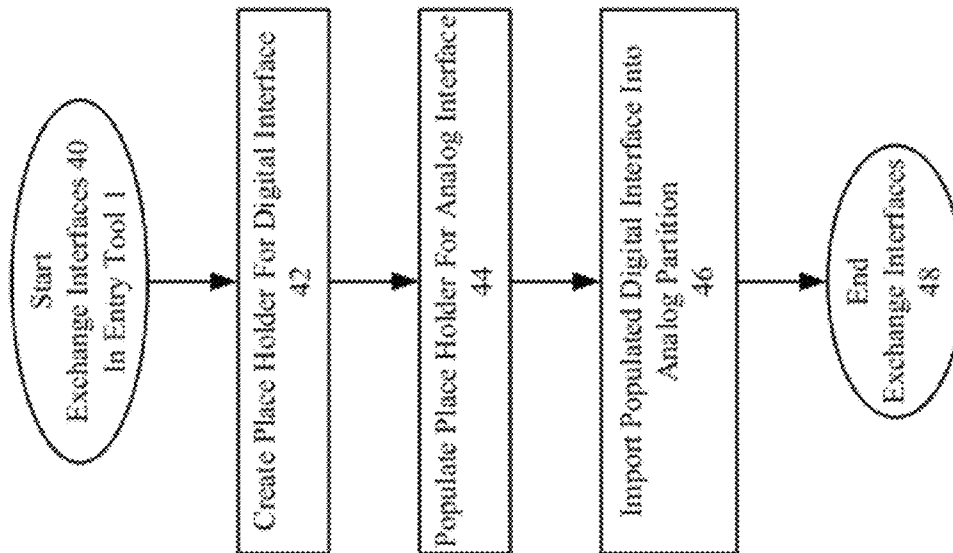 Start
Exchange Interfaces 40
In Entry Tool 1
Create Place Holder For Digital Interface
42
Populate Place Holder For Analog Interface
44
Import Populated Digital Interface Into
Analog Partition
46
End
Exchange Interfaces
48